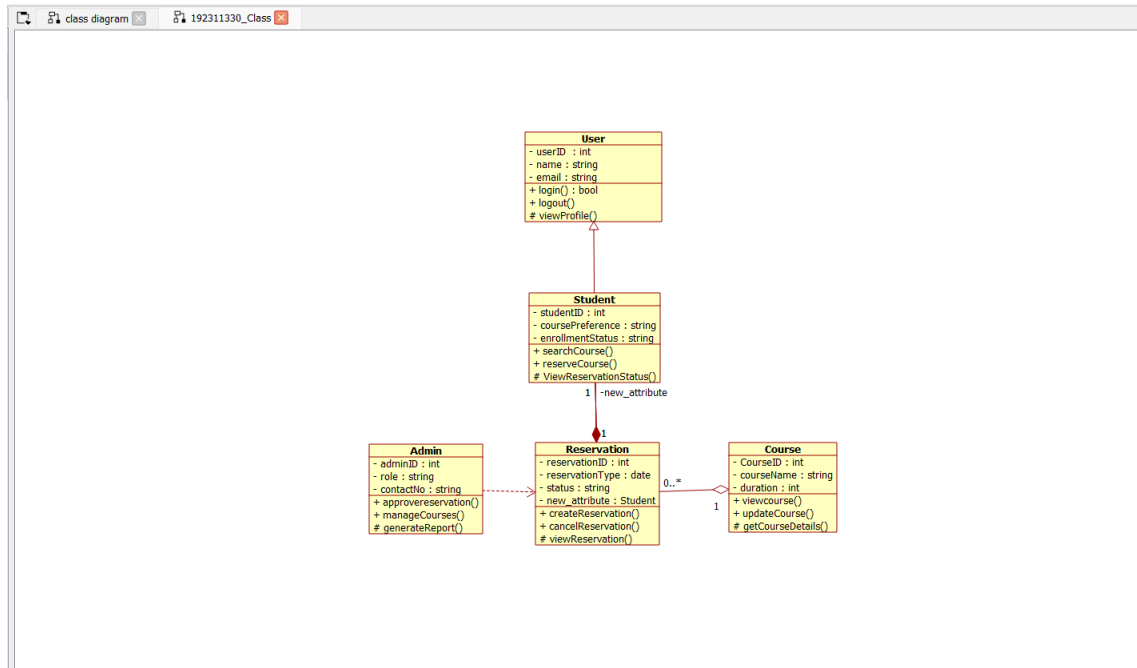 class diagram
192311330_Class
User
- userID : int
- name : string
- email : string
+ login() : bool
+ logout()
# viewProfile()
Student
- studentID : int
- coursePreference : string
- enrollmentStatus : string
+ searchCourse()
+ reserveCourse()
# ViewReservationStatus()
1 -new_attribute
1
Admin
- adminID : int
- role : string
- contactNo : string
+ approvereservation()
+ manageCourses()
# generateReport()
Reservation
- reservationID : int
- reservationType : date
- status : string
- new_attribute : Student
+ createReservation()
+ cancelReservation()
# viewReservation()
0..*
1
Course
- CourseID : int
- courseName : string
- duration : int
+ viewcourse()
+ updateCourse()
# getCourseDetails()